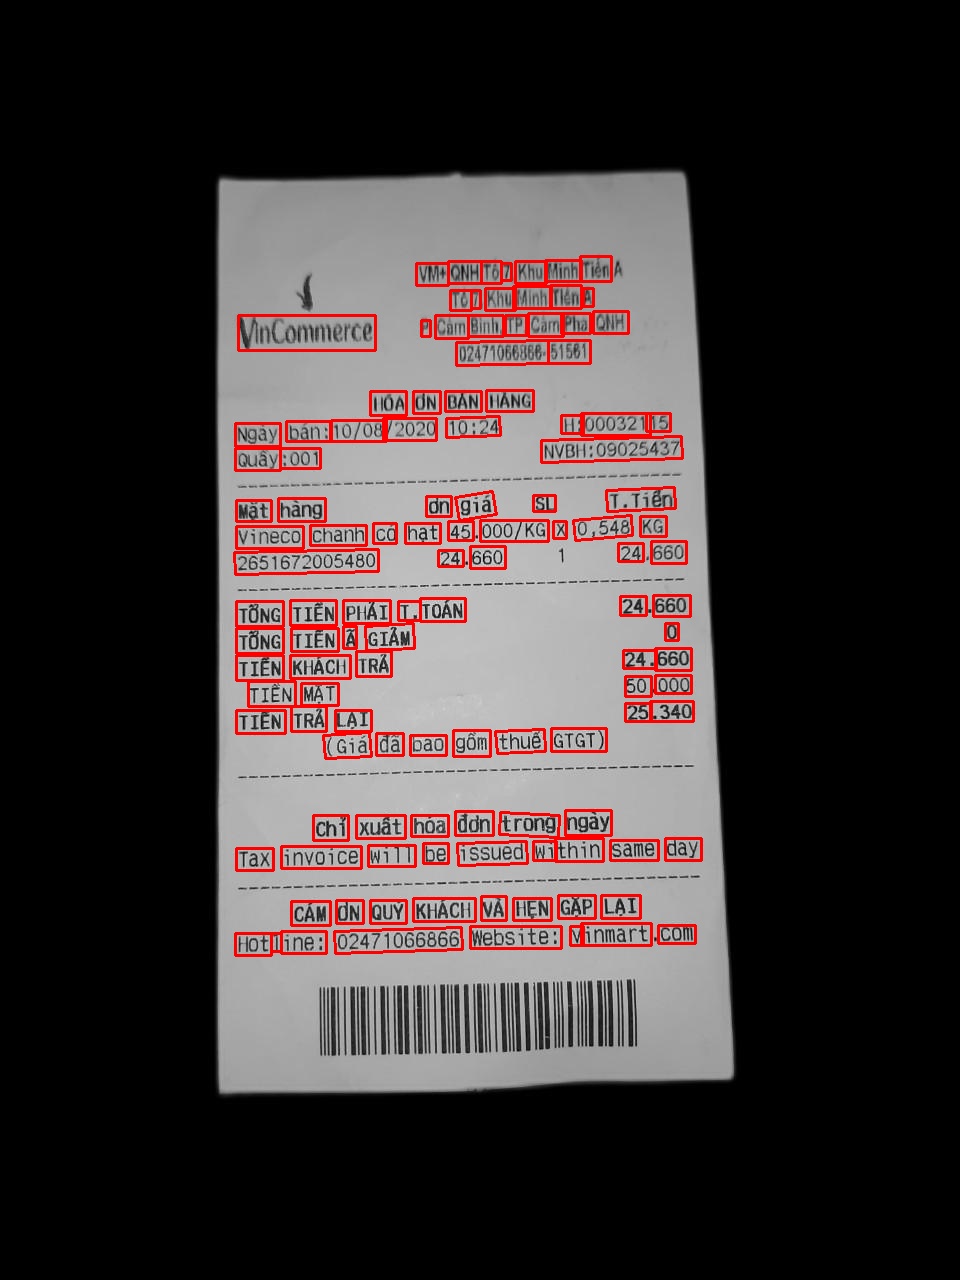 VM+ QNH Tổ 7 Khu Minh Tiến A
Tổ 7 Khu Minh Tiến A
VinCommerce
P Cẩm Bình, TP Cẩm Phả QNH
02471066866-51561
HÓA ƠN BÁN HÀNG
Ngày bán:10/08/2020 10:24 H:00032115
Quầy:001 NVBH:09025437
Mặt hàng ơn giá SL T.Tiền
Vineco chanh có hạt 45.000/KG X 0,548 KG
2651672005480 24.660 1 24.660
TỔNG TIỀN PHẢI T.TOÁN 24.660
TỔNG TIỀN Ã GIẢM 0
TIỀN KHÁCH TRẢ 24.660
TIỀN MẶT 50.000
TIỀN TRẢ LẠI 25.340
(Giá đã bao gồm thuế GTGT)
Chỉ xuất hóa đơn trong ngày
Tax invoice will be issued within same day
CÁM ƠN QUÝ KHÁCH VÀ HẸN GẶP LẠI
Hotline: 02471066866 Website: vinmart.com